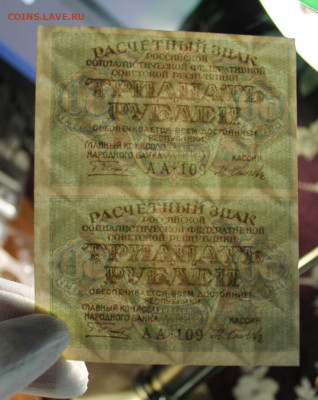 COINS.LAVE.RU
РАСЧЕТНЫЙ ЗНАК
РОССИЙСКОЙ
СОЦИАЛИСТИЧЕСКОЙ ФЕДЕРАТИВНОЙ
СОВЕТСКОЙ РЕСПУБЛИКИ
ТРИДЦАТЬ
РУБЛЕЙ
ОБЕСПЕЧИВАЕТСЯ ВСЕМ ДОСТОЯНИЕМ
РЕСПУБЛИКИ
ГЛАВНЫЙ КОМИССАР
НАРОДНОГО БАНКА КАССИР
АА-109
РАСЧЕТНЫЙ ЗНАК
РОССИЙСКОЙ
СОЦИАЛИСТИЧЕСКОЙ ФЕДЕРАТИВНОЙ
СОВЕТСКОЙ РЕСПУБЛИКИ
ТРИДЦАТЬ
РУБЛЕЙ
ОБЕСПЕЧИВАЕТСЯ ВСЕМ ДОСТОЯНИЕМ
РЕСПУБЛИКИ
ГЛАВНЫЙ КОМИССАР
НАРОДНОГО БАНКА КАССИР
АА-109